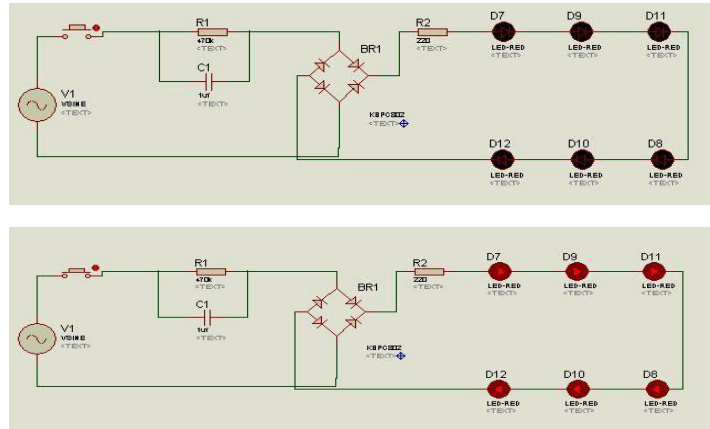 R1
470k
<TEXT>
C1
1uF
<TEXT>
V1
VSINE
<TEXT>
BR1
KBPC802
<TEXT>
R2
220
<TEXT>
D7
LED-RED
<TEXT>
D9
LED-RED
<TEXT>
D11
LED-RED
<TEXT>
D12
LED-RED
<TEXT>
D10
LED-RED
<TEXT>
D8
LED-RED
<TEXT>
R1
470k
<TEXT>
C1
1uF
<TEXT>
V1
VSINE
<TEXT>
BR1
KBPC802
<TEXT>
R2
220
<TEXT>
D7
LED-RED
<TEXT>
D9
LED-RED
<TEXT>
D11
LED-RED
<TEXT>
D12
LED-RED
<TEXT>
D10
LED-RED
<TEXT>
D8
LED-RED
<TEXT>